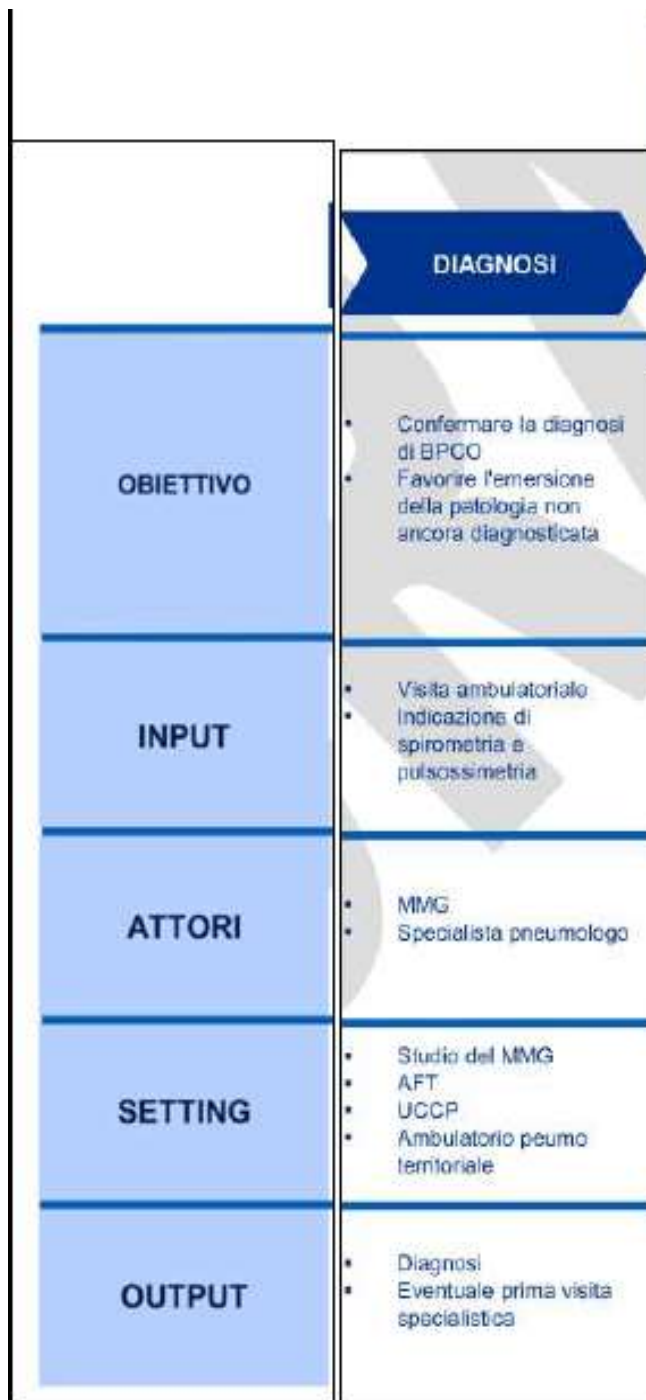 DIAGNOSI
OBIETTIVO
• Confermare la diagnosi
di BPCO
• Favorire l'emersione
della patologia non
ancora diagnosticata
INPUT
• Visita ambulatoriale
• Indicazione di
spirometria e
pulsossimetria
ATTORI
• MMG
• Specialista pneumologo
SETTING
• Studio del MMG
• AFT
• UCCP
• Ambulatorio peumo
territoriale
OUTPUT
• Diagnosi
• Eventuale prima visita
specialistica